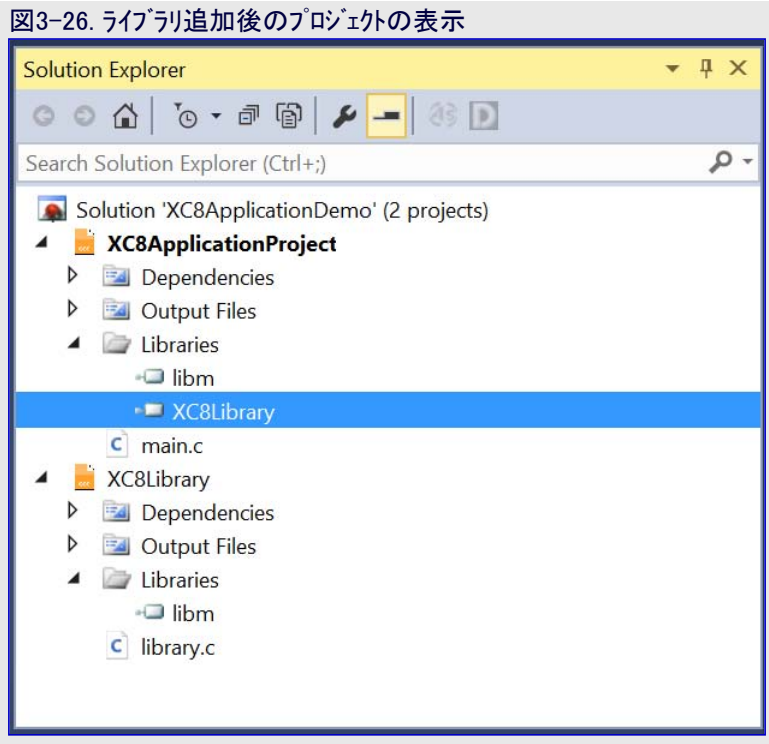 図3-26. ﾗｲﾌﾞﾗﾘ追加後のﾌﾟﾛｼﾞｪｸﾄの表示
Solution Explorer
Search Solution Explorer (Ctrl+;)
Solution 'XC8ApplicationDemo' (2 projects)
XC8ApplicationProject
Dependencies
Output Files
Libraries
libm
XC8Library
C main.c
XC8Library
Dependencies
Output Files
Libraries
libm
C library.c